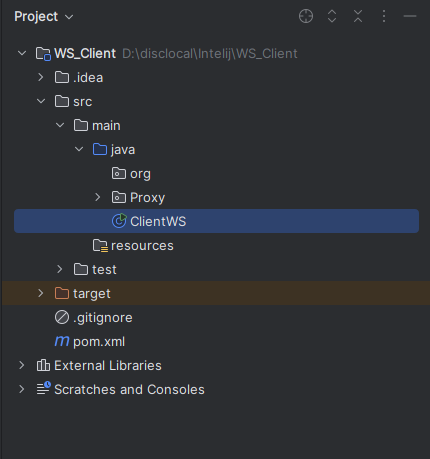 Project
WS_Client D:\disclocal\Intelij\WS_Client
.idea
src
main
java
org
Proxy
ClientWS
resources
test
target
.gitignore
pom.xml
External Libraries
Scratches and Consoles